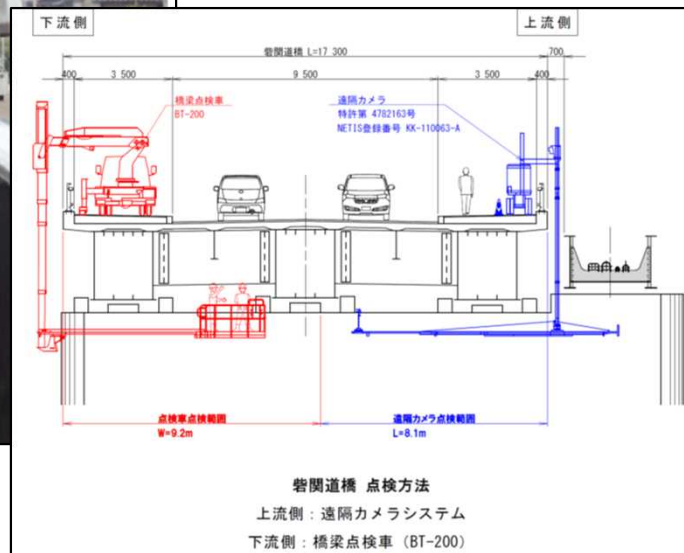 下流側
上流側
砦関道橋 L=17 300
700
400
3 500
9 500
3 500
400
橋梁点検車
BT-200
遠隔カメラ
特許第 4782163号
NETIS登録番号 KK-110063-A
点検車点検範囲
W=9.2m
遠隔カメラ点検範囲
L=8.1m
砦関道橋 点検方法
上流側：遠隔カメラシステム
下流側：橋梁点検車（BT-200）